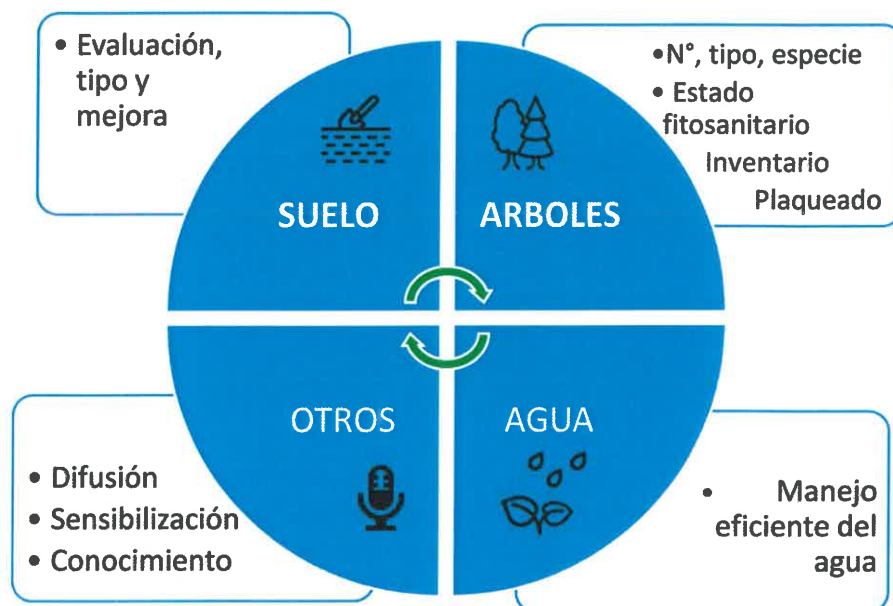 • Evaluación,
tipo y
mejora
•N°, tipo, especie
• Estado
fitosanitario
Inventario
Plaqueado
SUELO
ARBOLES
OTROS
AGUA
• Difusión
• Sensibilización
• Conocimiento
• Manejo
eficiente del
agua